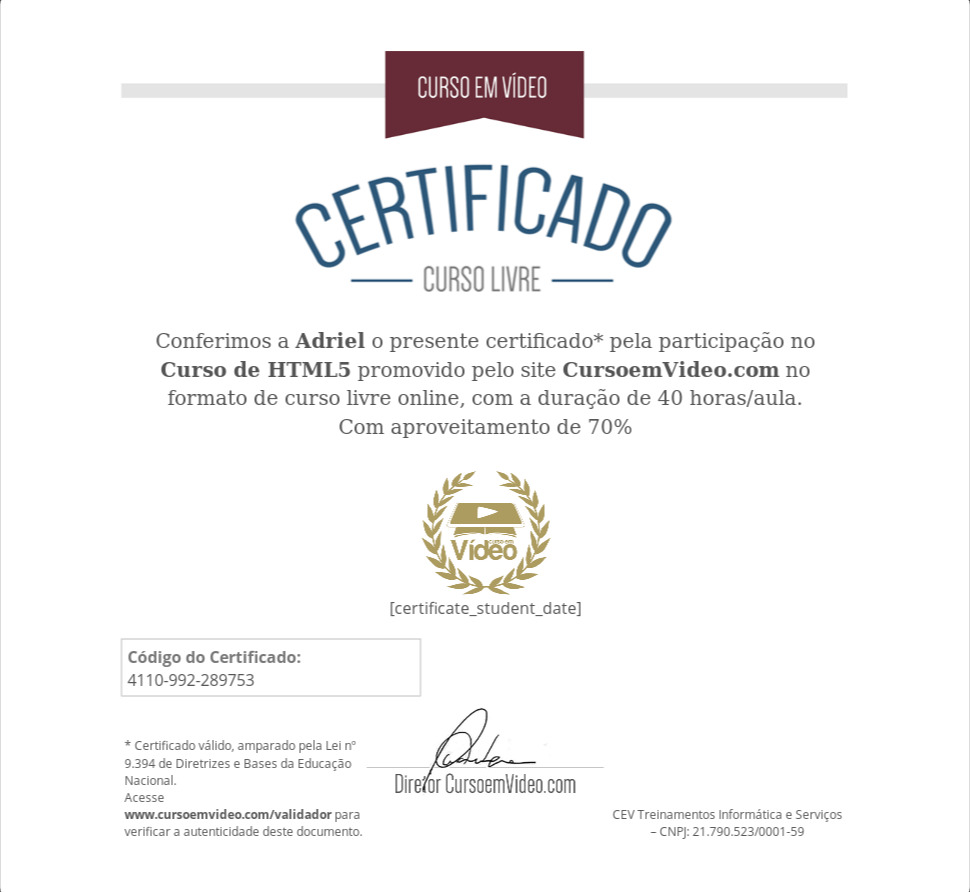 CURSO EM VÍDEO
CERTIFICADO
CURSO LIVRE
Conferimos a Adriel o presente certificado* pela participação no
Curso de HTML5 promovido pelo site CursoemVideo.com no
formato de curso livre online, com a duração de 40 horas/aula.
Com aproveitamento de 70%
curso em
Vídeo
[certificate_student_date]
Código do Certificado:
4110-992-289753
* Certificado válido, amparado pela Lei nº
9.394 de Diretrizes e Bases da Educação
Nacional.
Acesse
www.cursoemvideo.com/validador para
verificar a autenticidade deste documento.
Diretor CursoemVideo.com
CEV Treinamentos Informática e Serviços
– CNPJ: 21.790.523/0001-59